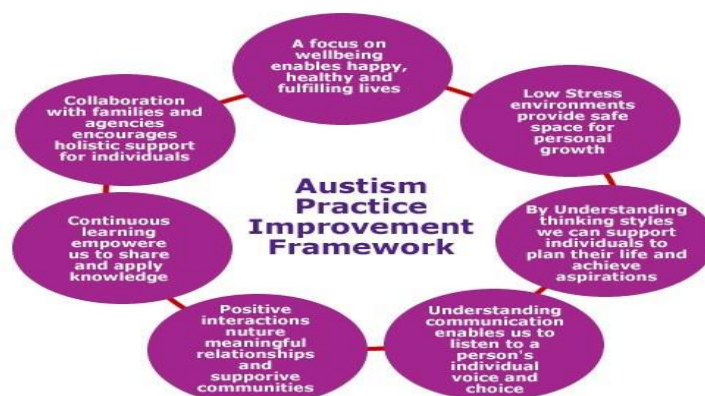 A focus on
wellbeing
enables happy,
healthy and
fulfilling lives
Low Stress
environments
provide safe
space for
personal
growth
By Understanding
thinking styles
we can support
individuals to
plan their life and
achieve
aspirations
Understanding
communication
enables us to
listen to a
person's
individual
voice and
choice
Positive
interactions
nuture
meaningful
relationships
and
supporive
communities
Continuous
learning
empowere
us to share
and apply
knowledge
Collaboration
with families and
agencies
encourages
holistic support
for individuals
Austism
Practice
Improvement
Framework